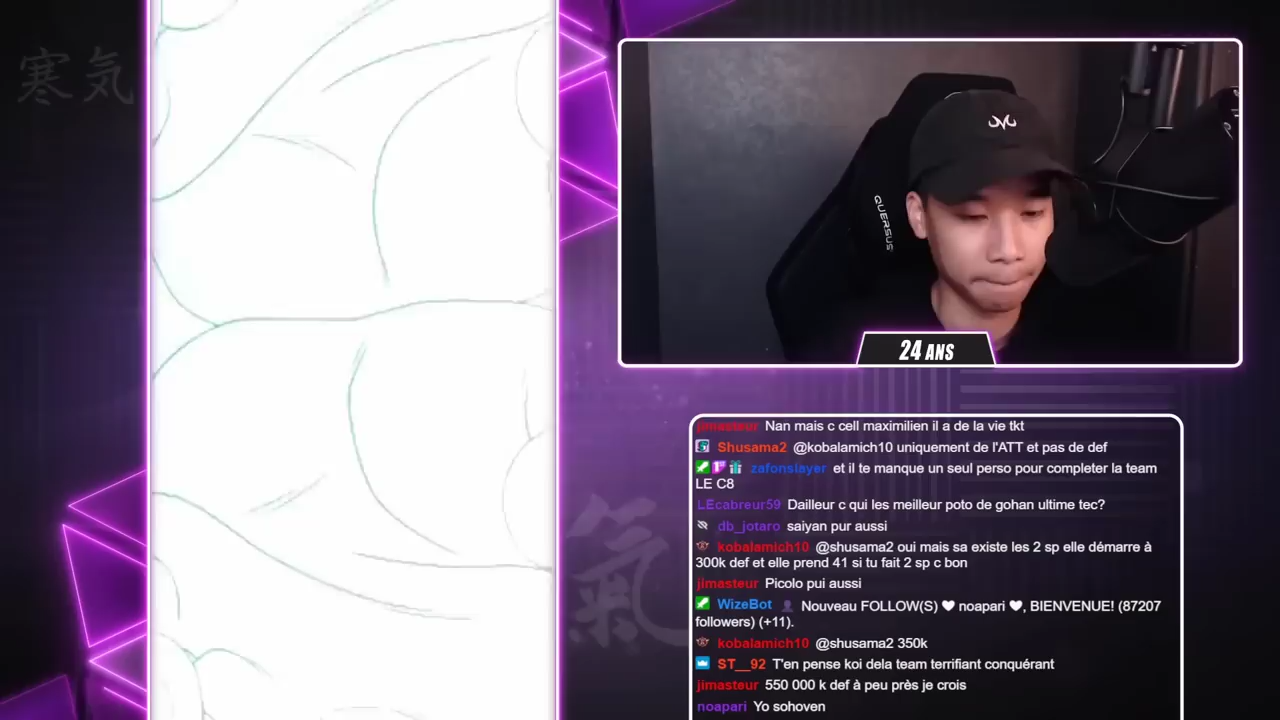 寒気
QUERSUS
24 ANS
jimasteur Nan mais c cell maximilien il a de la vie tkt
Shusama2 @kobalamich10 uniquement de l'ATT et pas de def
zafonslayer et il te manque un seul perso pour completer la team
LE C8
LEcabreur59 Dailleur c qui les meilleur poto de gohan ultime tec?
db_jotaro saiyan pur aussi
kobalamich10 @shusama2 oui mais sa existe les 2 sp elle démarre à
300k def et elle prend 41 si tu fait 2 sp c bon
jimasteur Picolo pui aussi
氣
WizeBot Nouveau FOLLOW(S) ♥ noapari ♥, BIENVENUE! (87207
followers) (+11).
kobalamich10 @shusama2 350k
ST__92 T'en pense koi dela team terrifiant conquérant
jimasteur 550 000 k def à peu près je crois
noapari Yo sohoven